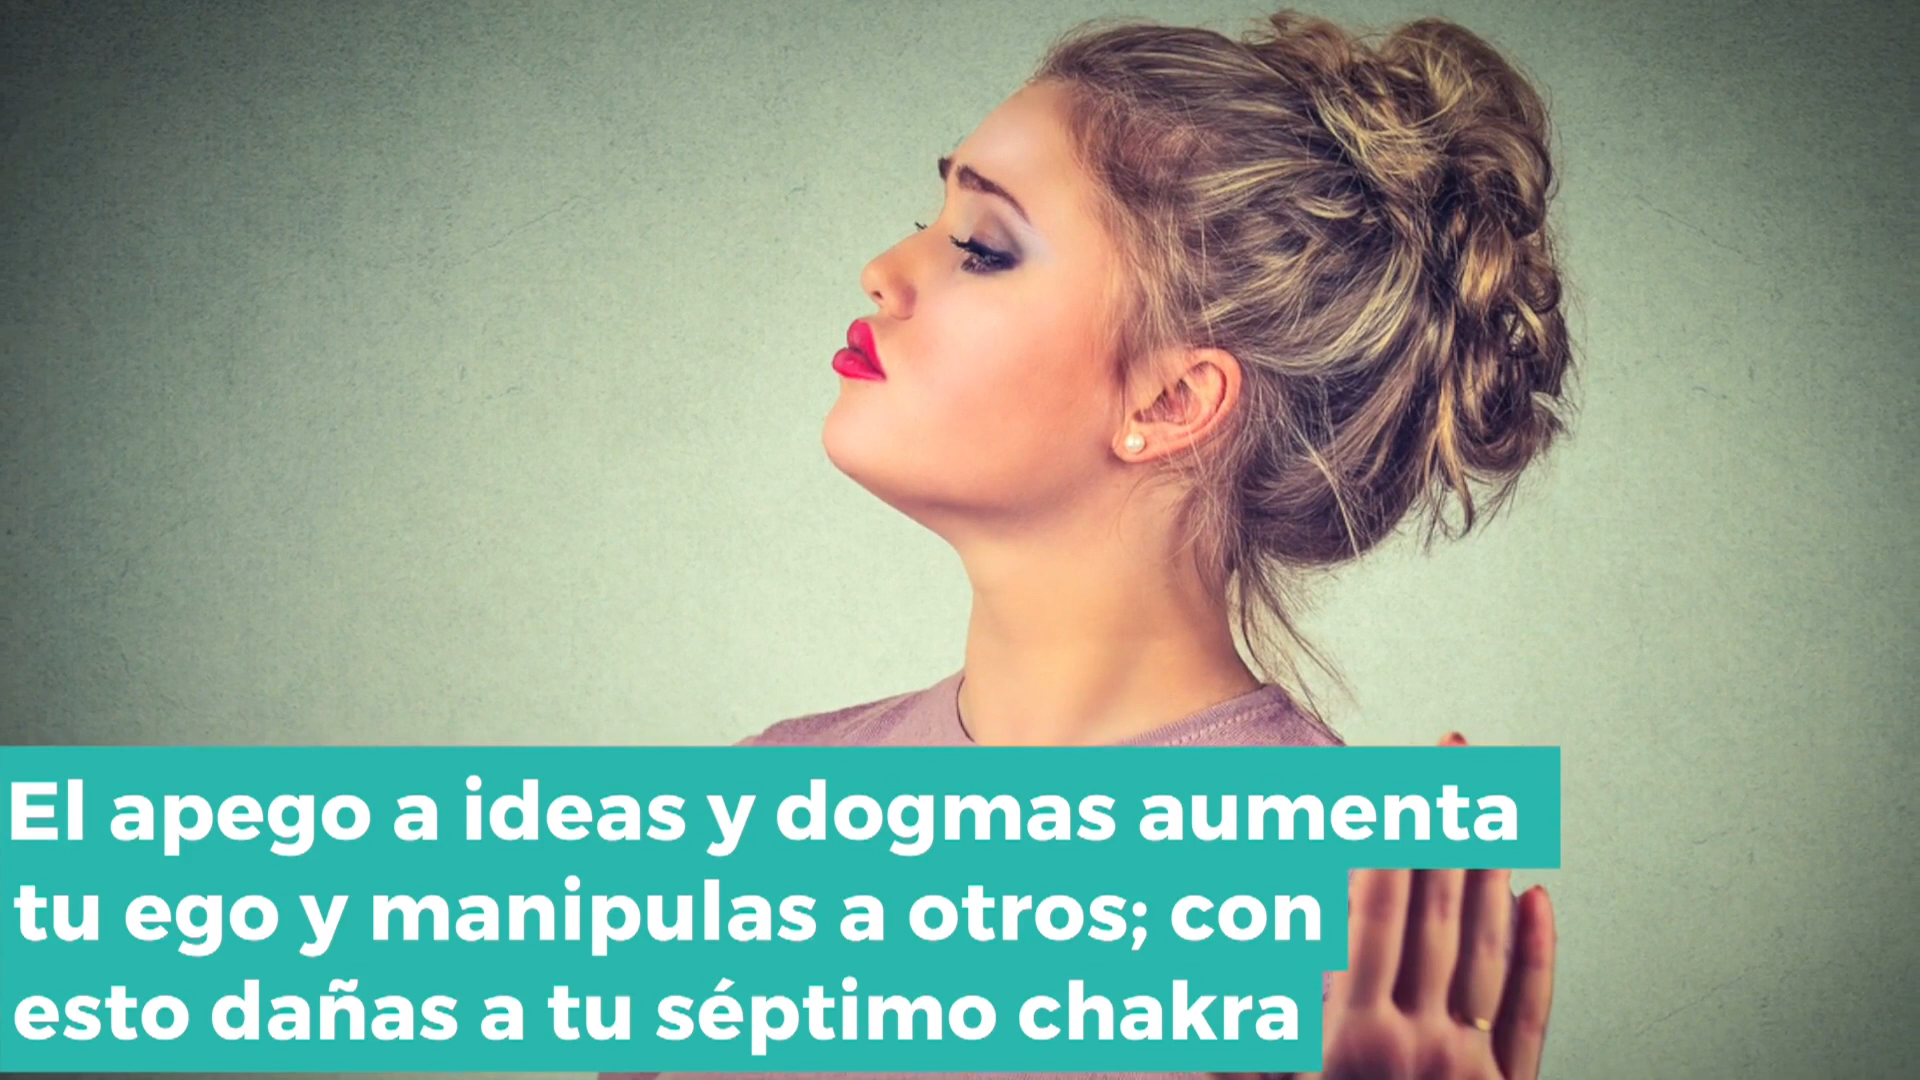 El apego a ideas y dogmas aumenta
tu ego y manipulas a otros; con
esto dañas a tu séptimo chakra